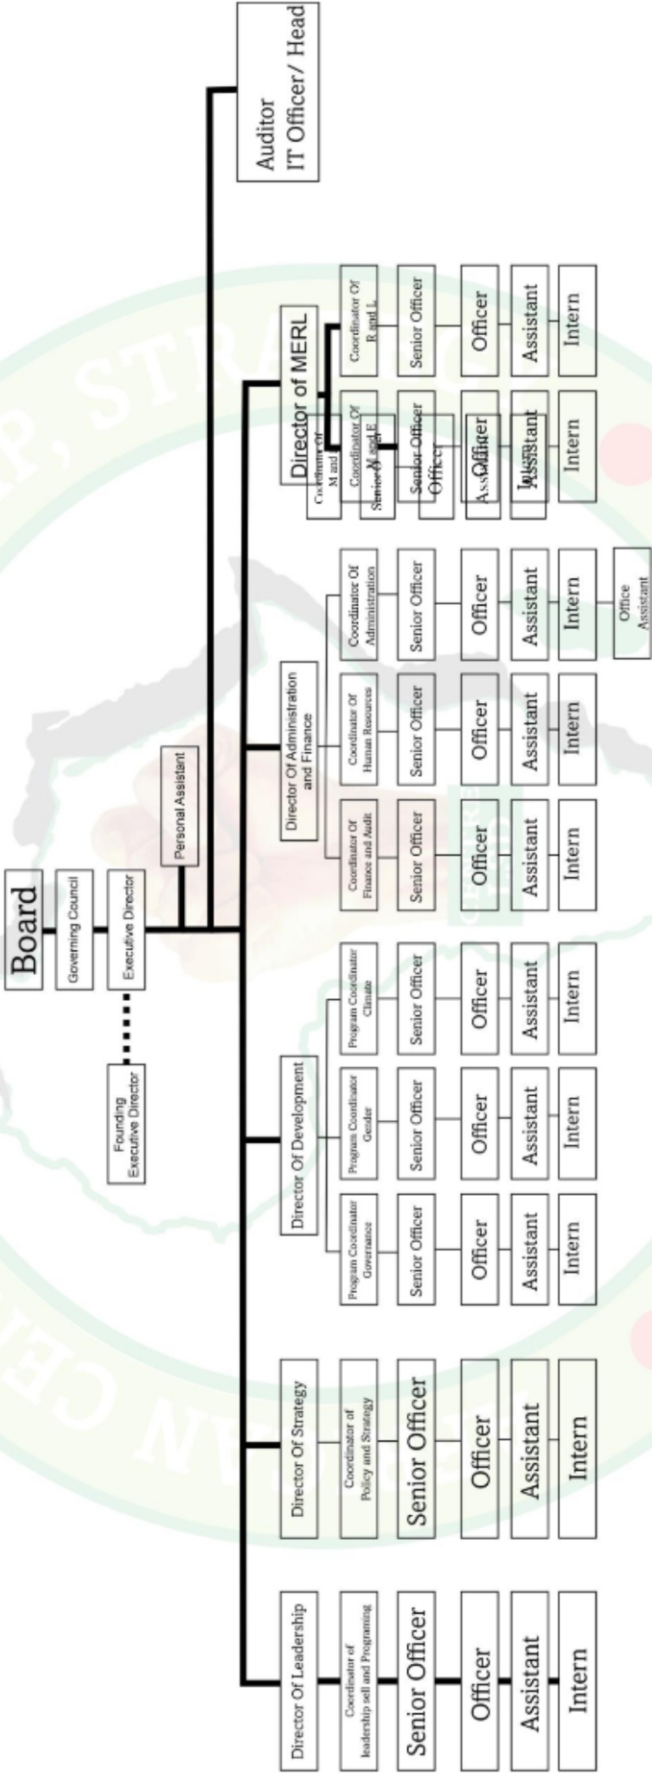 Board
Governing Council
Founding
Executive Director
Executive Director
Personal Assistant
Auditor
IT Officer/ Head
Director Of Leadership
Director Of Strategy
Director Of Development
Director Of Administration
and Finance
Director of MERL
Coordinator of
leadership sell and Programing
Senior Officer
Officer
Assistant
Intern
Coordinator of
Policy and Strategy
Senior Officer
Officer
Assistant
Intern
Program Coordinator
Governance
Senior Officer
Officer
Assistant
Intern
Program Coordinator
Gender
Senior Officer
Officer
Assistant
Intern
Program Coordinator
Climate
Senior Officer
Officer
Assistant
Intern
Coordinator Of
Finance and Audit
Senior Officer
Officer
Assistant
Intern
Coordinator Of
Human Resources
Senior Officer
Officer
Assistant
Intern
Coordinator Of
Administration
Senior Officer
Officer
Assistant
Intern
Office
Assistant
Coordinator Of
M and E
Senior Officer
Officer
Assistant
Intern
Coordinator Of
M and
Officer
Coordinator Of
R and L
Senior Officer
Officer
Assistant
Intern